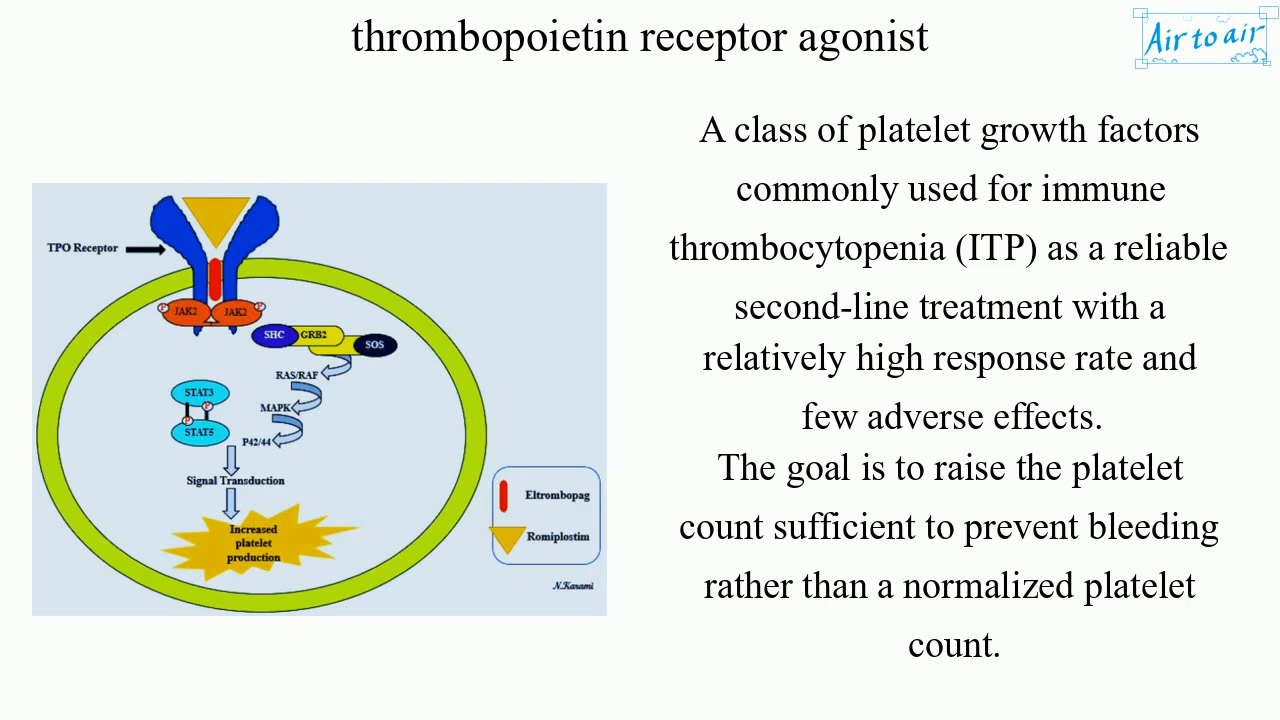 thrombopoietin receptor agonist
Air to air
A class of platelet growth factors
commonly used for immune
thrombocytopenia (ITP) as a reliable
second-line treatment with a
relatively high response rate and
few adverse effects.
The goal is to raise the platelet
count sufficient to prevent bleeding
rather than a normalized platelet
count.
TPO Receptor
P
JAK2
JAK2
P
SHC
GRB2
SOS
RAS/RAF
STAT3
P
MAPK
P
STAT5
P42/44
Signal Transduction
Increased
platelet
production
Eltrombopag
Romiplostim
N.Karami